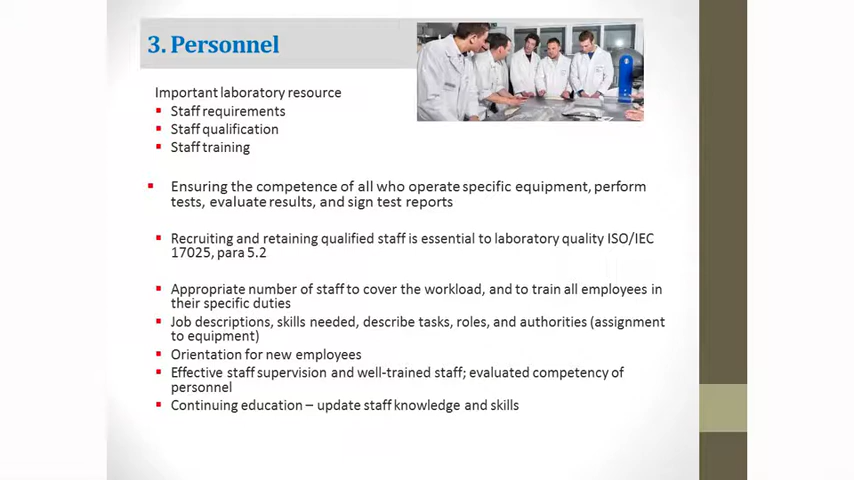 3. Personnel
Important laboratory resource
Staff requirements
Staff qualification
Staff training
Ensuring the competence of all who operate specific equipment, perform
tests, evaluate results, and sign test reports
Recruiting and retaining qualified staff is essential to laboratory quality ISO/IEC
17025, para 5.2
Appropriate number of staff to cover the workload, and to train all employees in
their specific duties
Job descriptions, skills needed, describe tasks, roles, and authorities (assignment
to equipment)
Orientation for new employees
Effective staff supervision and well-trained staff; evaluated competency of
personnel
Continuing education – update staff knowledge and skills